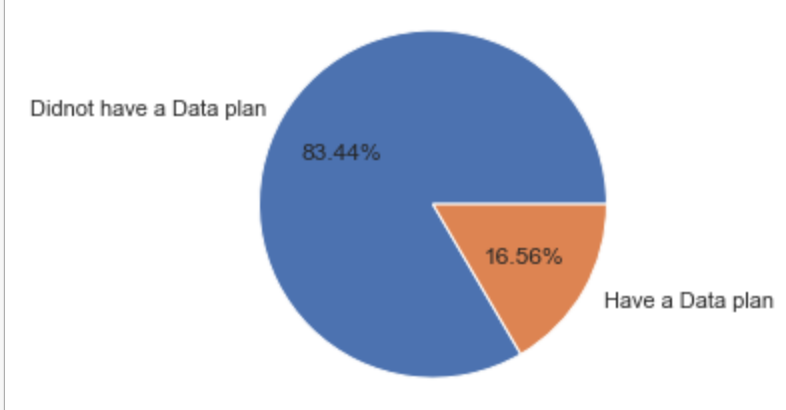 Didnot have a Data plan
83.44%
16.56%
Have a Data plan